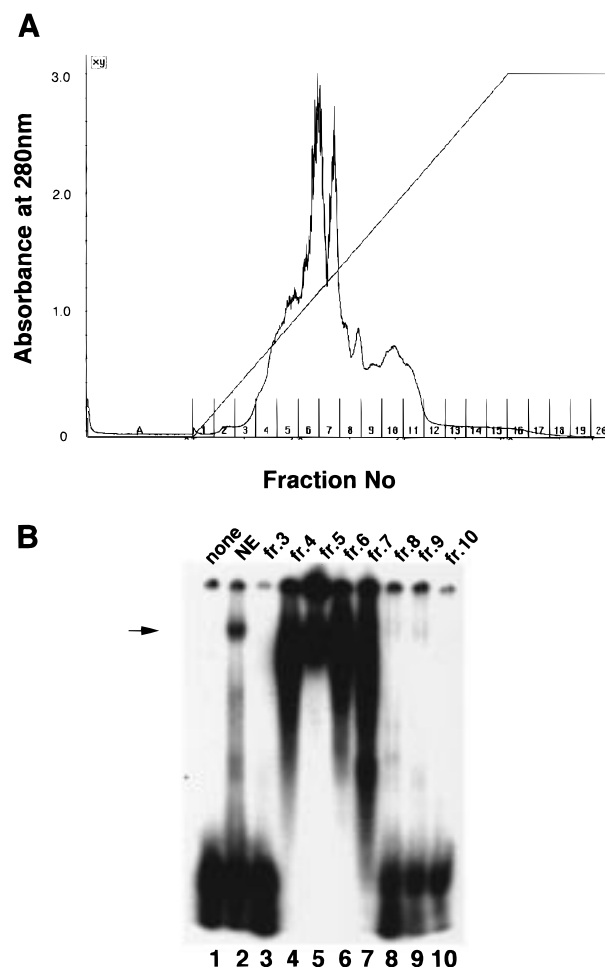 A
xy
Absorbance at 280nm
3.0
2.0
1.0
0
A 1 2 3 4 5 6 7 8 9 10 11 12 13 14 15 16 17 18 19
Fraction No
B
none NE fr.3 fr.4 fr.5 fr.6 fr.7 fr.8 fr.9 fr.10
1 2 3 4 5 6 7 8 9 10